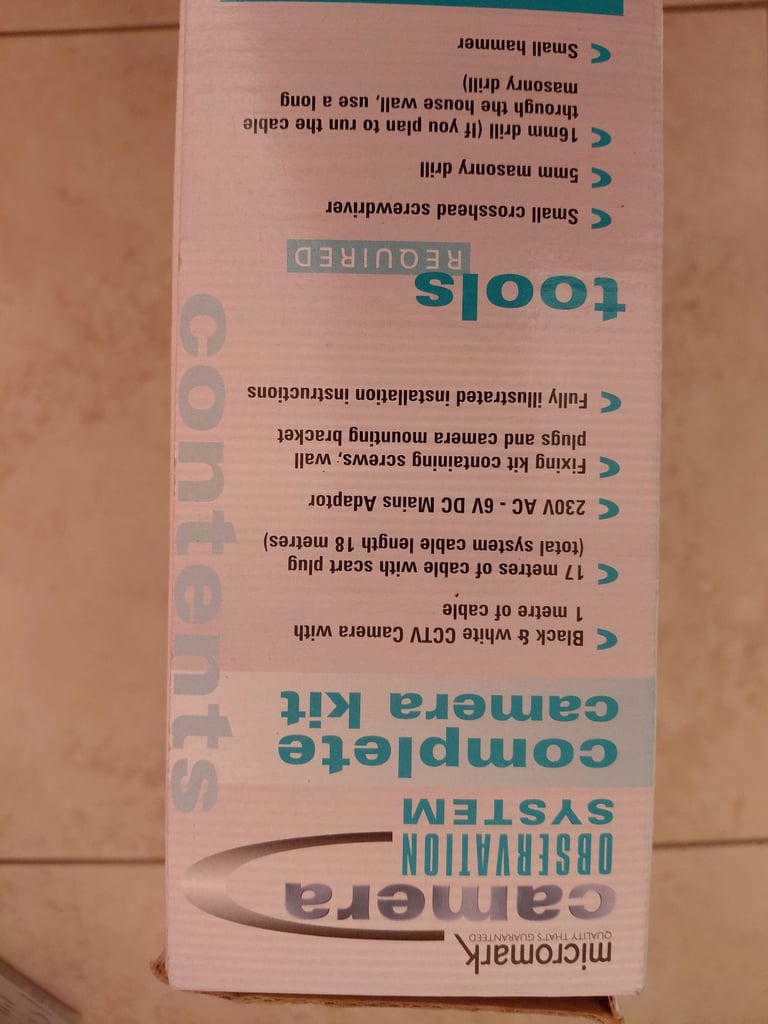 micromark
QUALITY THAT'S GUARANTEED
camera
OBSERVATION
SYSTEM
complete
camera kit
contents
Black & white CCTV Camera with
1 metre of cable
17 metres of cable with scart plug
(total system cable length 18 metres)
230V AC - 6V DC Mains Adaptor
Fixing kit containing screws, wall
plugs and camera mounting bracket
Fully illustrated installation instructions
tools
REQUIRED
Small crosshead screwdriver
5mm masonry drill
16mm drill (If you plan to run the cable
through the house wall, use a long
masonry drill)
Small hammer